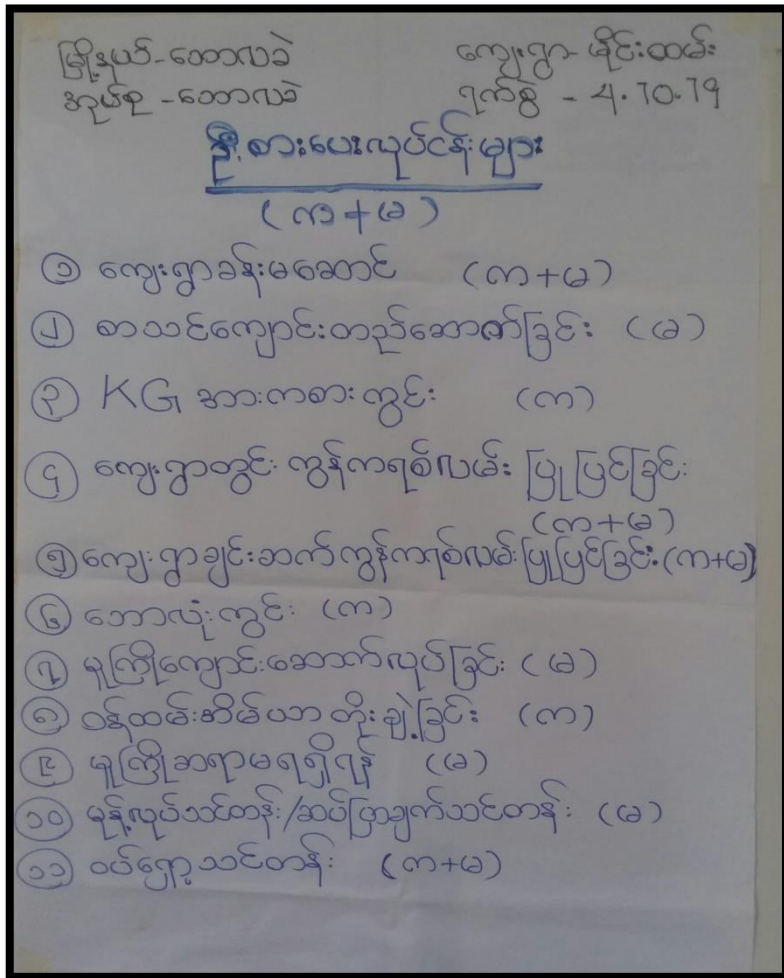 မြို့နယ်-ဘောလခဲ ကျေးရွာ-မိုင်းထမ်း
အုပ်စု -ဘောလခဲ ရက်စွဲ - 4.10.19
ဦးစားပေးလုပ်ငန်းများ
(ကာ+မ)
၁ ကျေးရွာခန်းမဆောင် (ကာ+မ)
၂ စာသင်ကျောင်းတည်ဆောက်ခြင်း (မ)
၃ KG အားကစားကွင်း (ကာ)
၄ ကျေးရွာတွင်း ကွန်ကရစ်လမ်း ပြုပြင်ခြင်း
(ကာ+မ)
၅ ကျေးရွာချင်းဆက်ကွန်ကရစ်လမ်းပြုပြင်ခြင်း(ကာ+မ)
၆ ဘောလုံးကွင်း (ကာ)
၇ မူကြိုကျောင်းဆောက်လုပ်ခြင်း (မ)
၈ ဝန်ထမ်းအိမ်ယာ တိုးချဲ့ခြင်း (ကာ)
၉ မူကြိုဆရာမရရှိရန် (မ)
၁၀ မုန့်လုပ်သင်တန်း/ဆပ်ပြာချက်သင်တန်း (မ)
၁၁ ဝပ်ရှော့သင်တန်း (ကာ+မ)